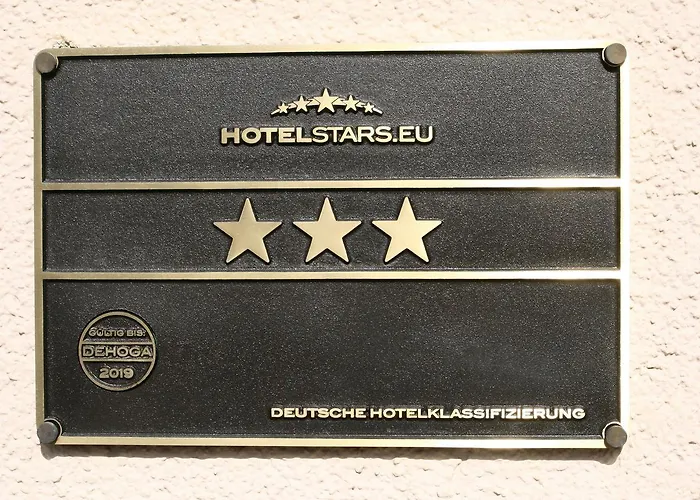 HOTELSTARS.EU
GÜLTIG BIS:
DEHOGA
2019
DEUTSCHE HOTELKLASSIFIZIERUNG